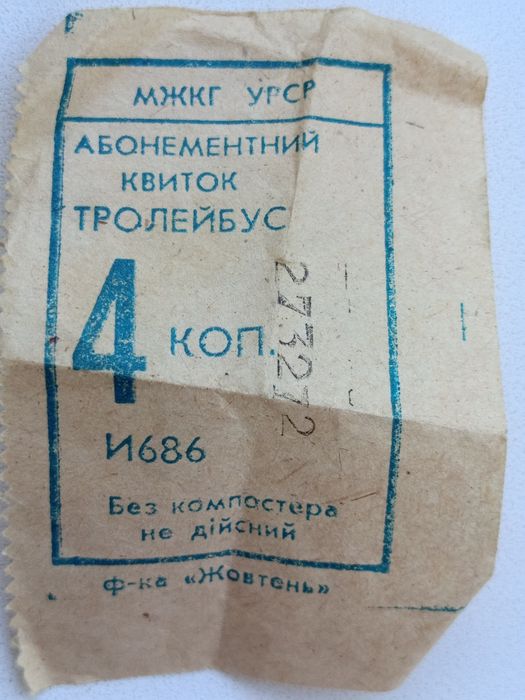 МЖКГ УРСР
АБОНЕМЕНТНИЙ
КВИТОК
ТРОЛЕЙБУС
4 КОП.
273272
И686
Без компостера
не дійсний
ф-ка «Жовтень»